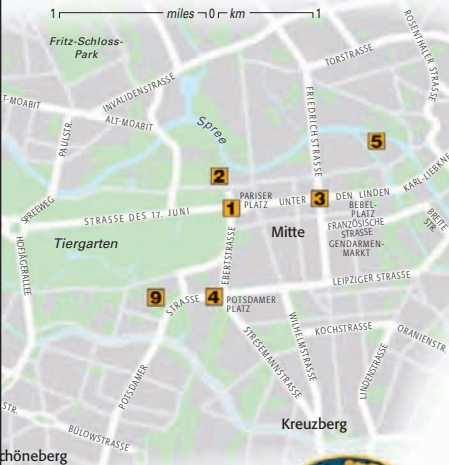 1 miles 0 km 1
Fritz-Schloss-
Park
ROSENTHALER STRASSE
TORSTRASSE
INVALIDENSTRASSE
T-MOABIT
ALT-MOABIT
PAULSTR.
Spree
FRIEDRICHSTRASSE
5
2
KARL-LIEBKNE
SPREEWEG
STRASSE DES 17. JUNI
1
PARISER
PLATZ
UNTER
3
DEN LINDEN
BEBEL-
PLATZ
FRANZÖSISCHE
STRASSE
GENDARMEN-
MARKT
BREITE
STR.
Mitte
Tiergarten
HOFJÄGERALLEE
EBERTSTRASSE
LEIPZIGER STRASSE
9
STRASSE
4
POTSDAMER
PLATZ
POTSDAMER
STRESEMANNSTRASSE
WILHELMSTRASSE
KOCHSTRASSE
ORANIENSTR.
LINDENSTRASSE
STR.
BÜLOWSTRASSE
Kreuzberg
chöneberg